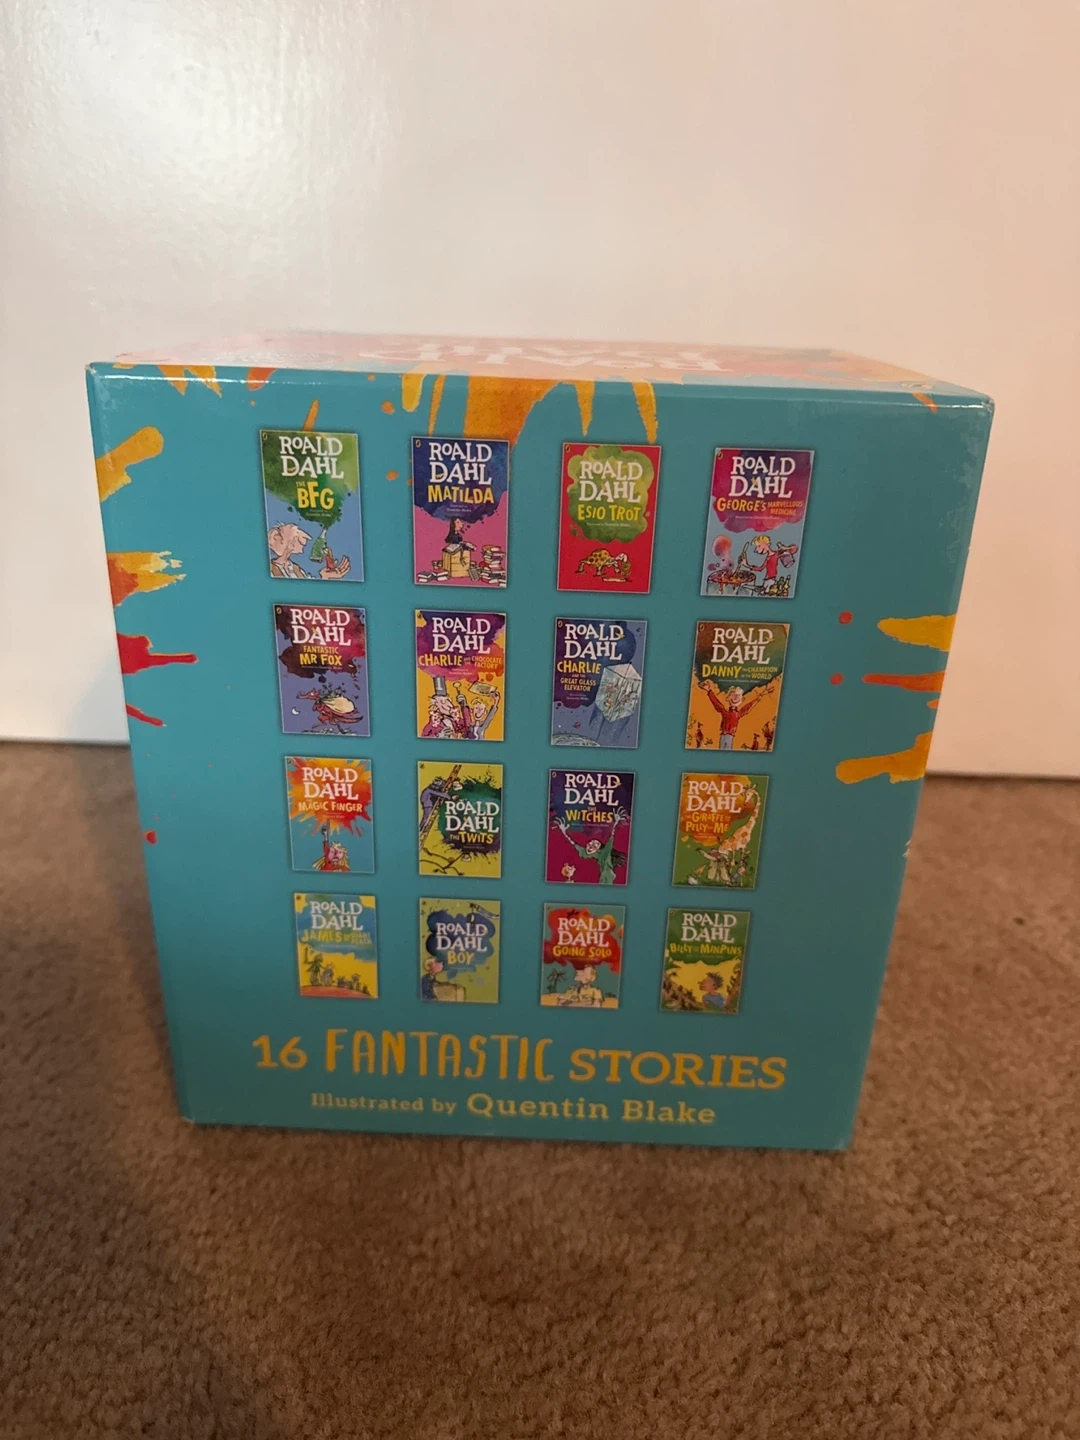 ROALD
DAHL
THE
BFG
ROALD
DAHL
MATILDA
ROALD
DAHL
ESIO TROT
ROALD
DAHL
GEORGE'S MARVELLOUS
MEDICINE
ROALD
DAHL
FANTASTIC
MR FOX
ROALD
DAHL
CHARLIE AND THE CHOCOLATE
FACTORY
ROALD
DAHL
CHARLIE
AND THE
GREAT GLASS
ELEVATOR
ROALD
DAHL
DANNY THE CHAMPION
OF THE WORLD
ROALD
DAHL
MAGIC FINGER
ROALD
DAHL
THE TWITS
ROALD
DAHL
THE
WITCHES
ROALD
DAHL
THE GIRAFFE AND THE
PELLY AND ME
ROALD
DAHL
JAMES AND THE GIANT
PEACH
ROALD
DAHL
BOY
ROALD
DAHL
GOING SOLO
ROALD
DAHL
BILLY AND THE MINPINS
16 FANTASTIC STORIES
Illustrated by Quentin Blake